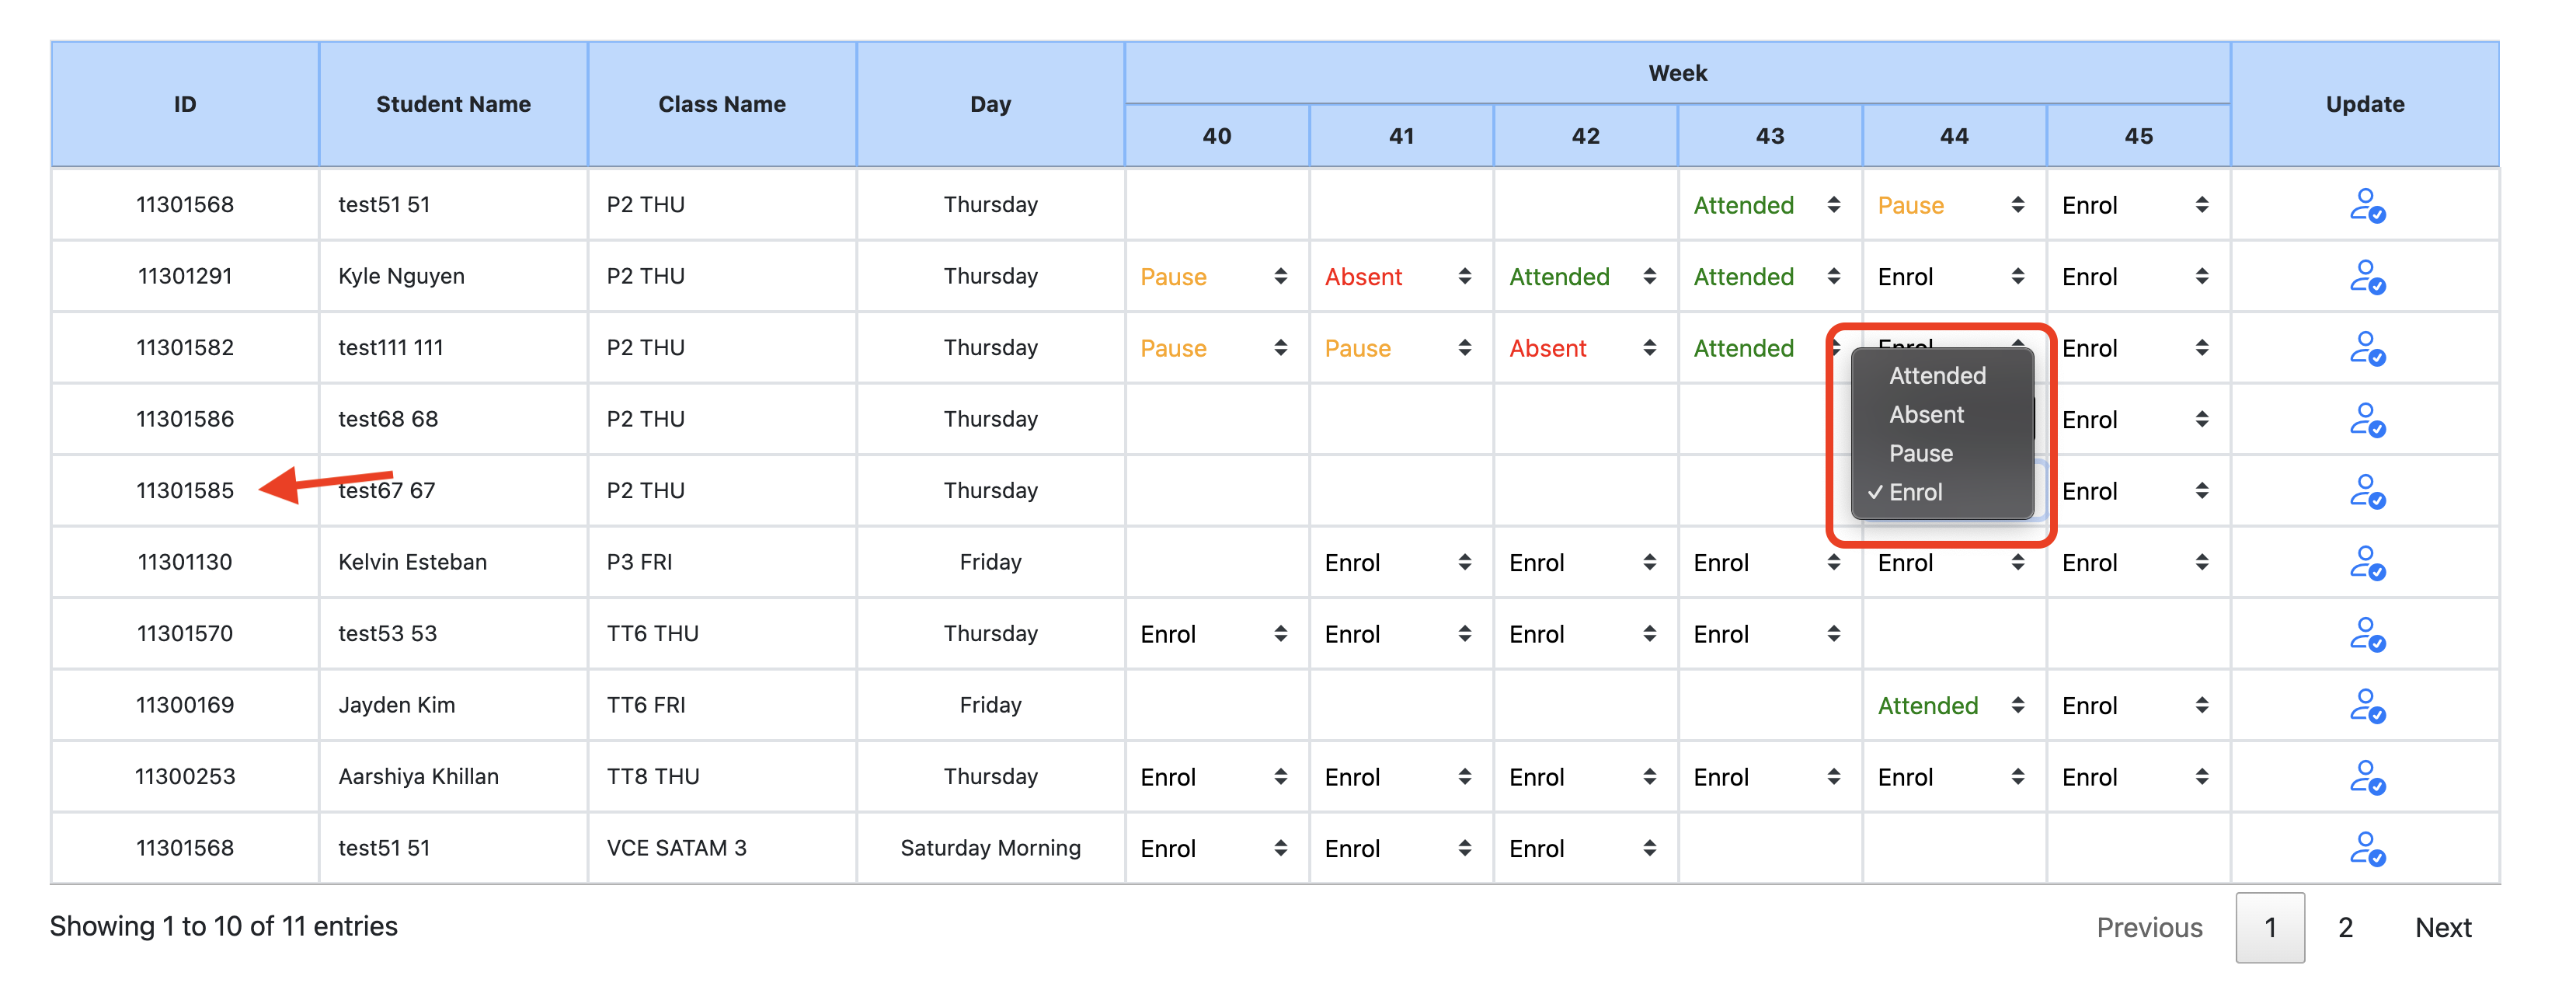 ID Student Name Class Name Day Week Update
40 41 42 43 44 45
11301568 test51 51 P2 THU Thursday Attended Pause Enrol
11301291 Kyle Nguyen P2 THU Thursday Pause Absent Attended Attended Enrol Enrol
11301582 test111 111 P2 THU Thursday Pause Pause Absent Attended Enrol Enrol
Attended
11301586 test68 68 P2 THU Thursday Enrol
Absent
Pause
11301585 test67 67 P2 THU Thursday Enrol
✓ Enrol
11301130 Kelvin Esteban P3 FRI Friday Enrol Enrol Enrol Enrol Enrol
11301570 test53 53 TT6 THU Thursday Enrol Enrol Enrol Enrol
11300169 Jayden Kim TT6 FRI Friday Attended Enrol
11300253 Aarshiya Khillan TT8 THU Thursday Enrol Enrol Enrol Enrol Enrol Enrol
11301568 test51 51 VCE SATAM 3 Saturday Morning Enrol Enrol Enrol
Showing 1 to 10 of 11 entries Previous 1 2 Next